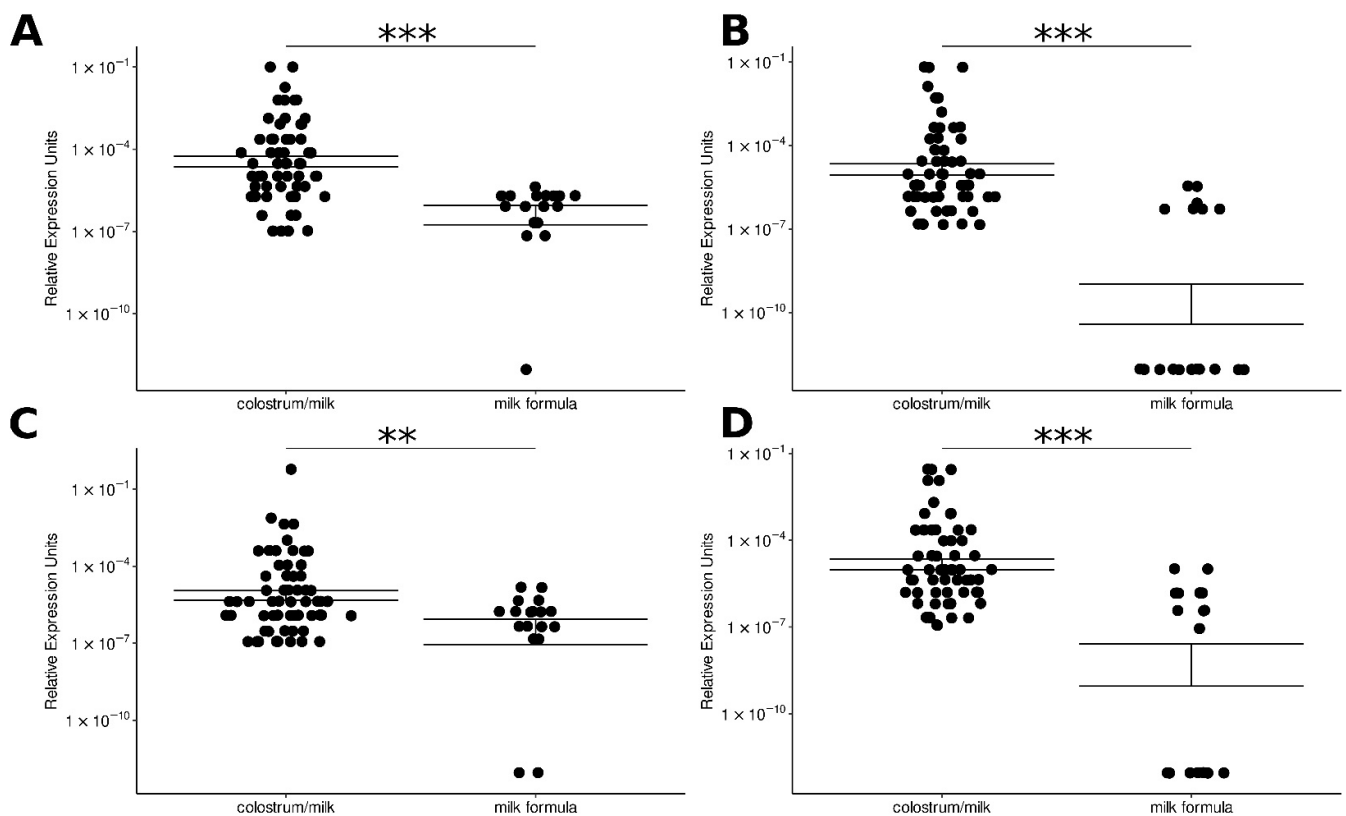 A
***
1 × 10⁻¹
1 × 10⁻⁴
1 × 10⁻⁷
1 × 10⁻¹⁰
Relative Expression Units
colostrum/milk
milk formula
B
***
1 × 10⁻¹
1 × 10⁻⁴
1 × 10⁻⁷
1 × 10⁻¹⁰
Relative Expression Units
colostrum/milk
milk formula
C
**
1 × 10⁻¹
1 × 10⁻⁴
1 × 10⁻⁷
1 × 10⁻¹⁰
Relative Expression Units
colostrum/milk
milk formula
D
***
1 × 10⁻¹
1 × 10⁻⁴
1 × 10⁻⁷
1 × 10⁻¹⁰
Relative Expression Units
colostrum/milk
milk formula